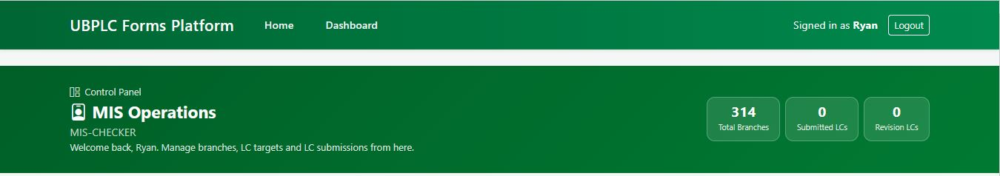 UBPLC Forms Platform Home Dashboard Signed in as Ryan Logout
Control Panel
MIS Operations
MIS-CHECKER
Welcome back, Ryan. Manage branches, LC targets and LC submissions from here.
314
Total Branches
0
Submitted LCs
0
Revision LCs